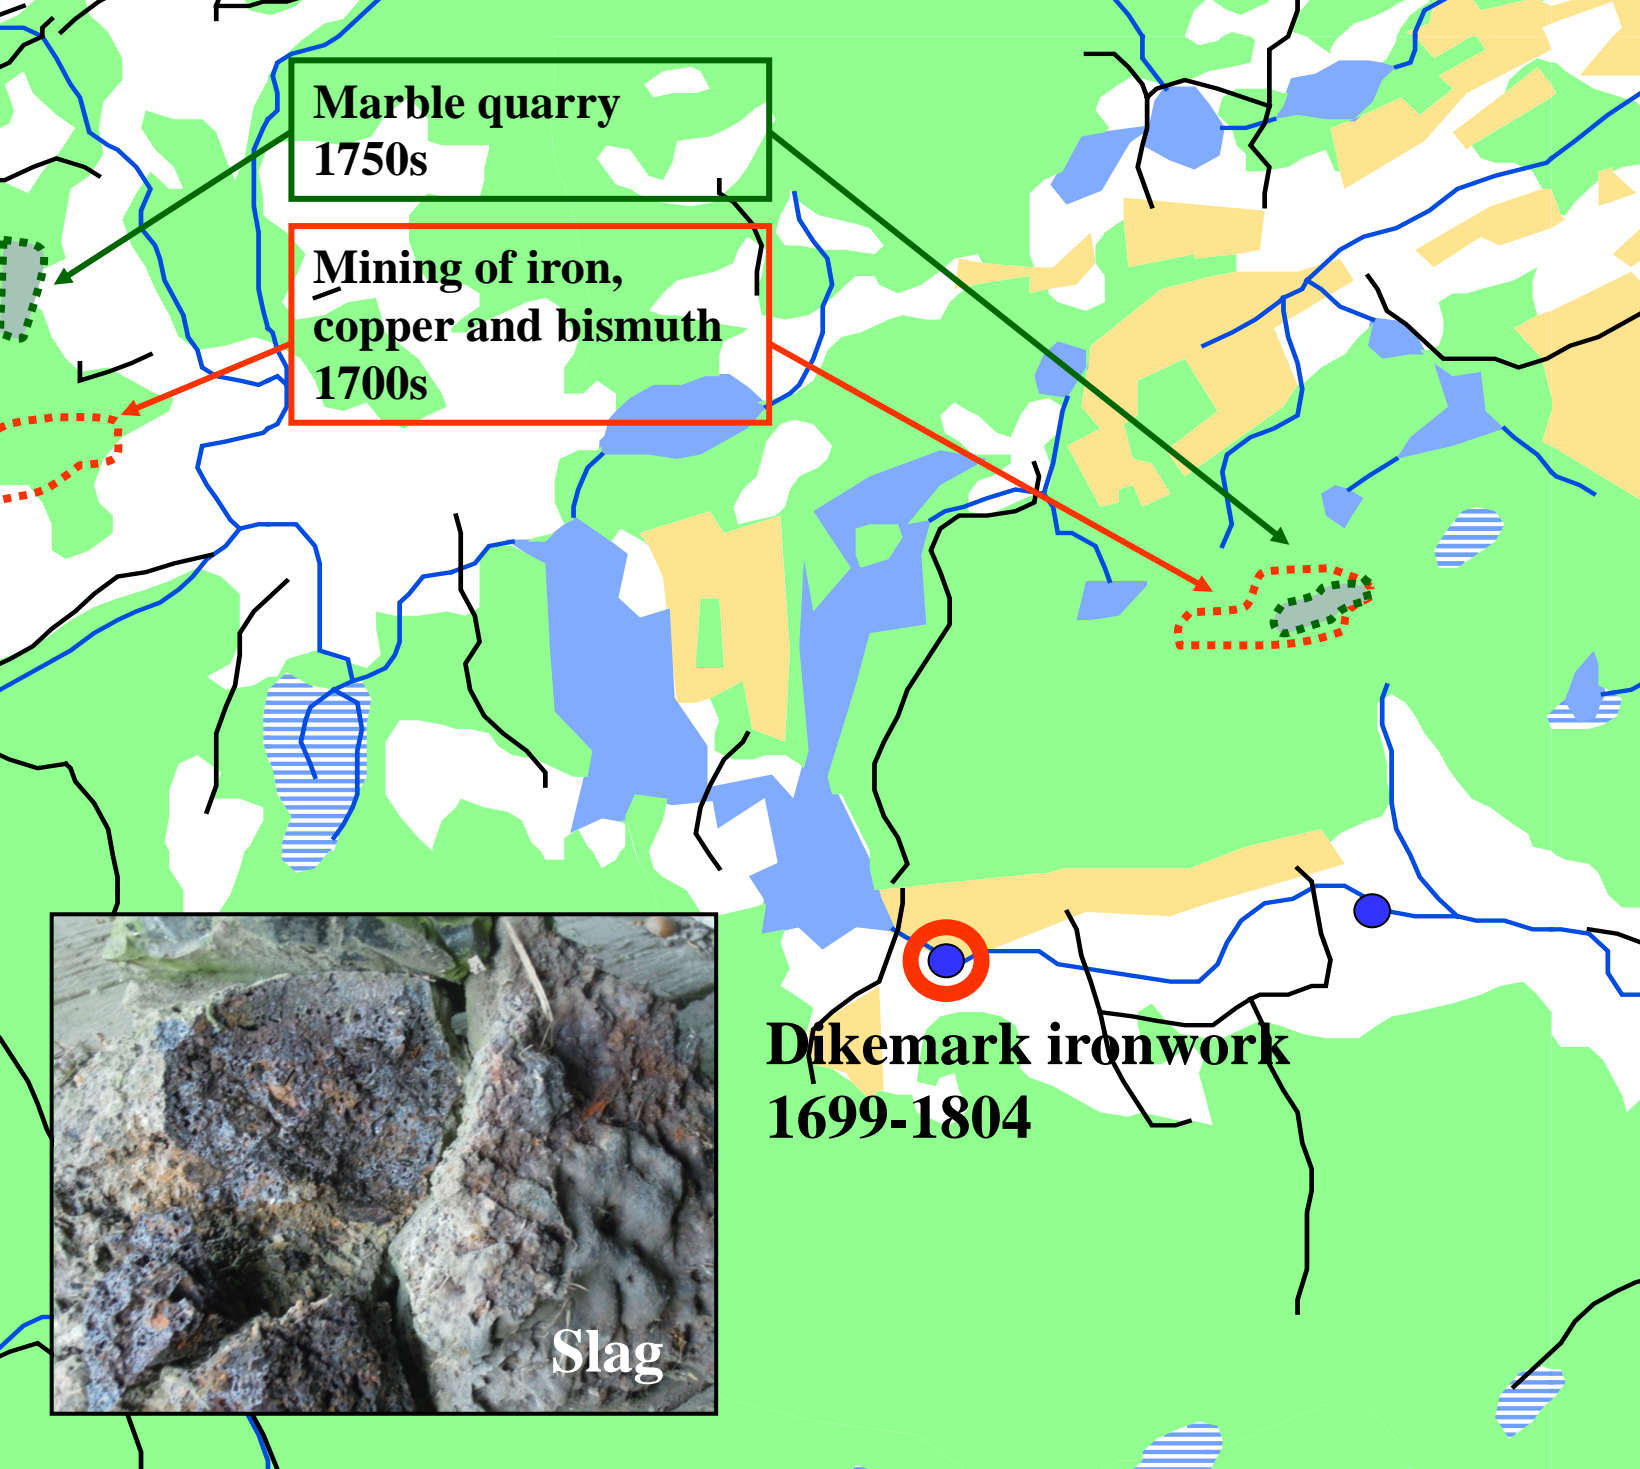 Marble quarry
1750s
Mining of iron,
copper and bismuth
1700s
Dikemark ironwork
1699-1804
Slag